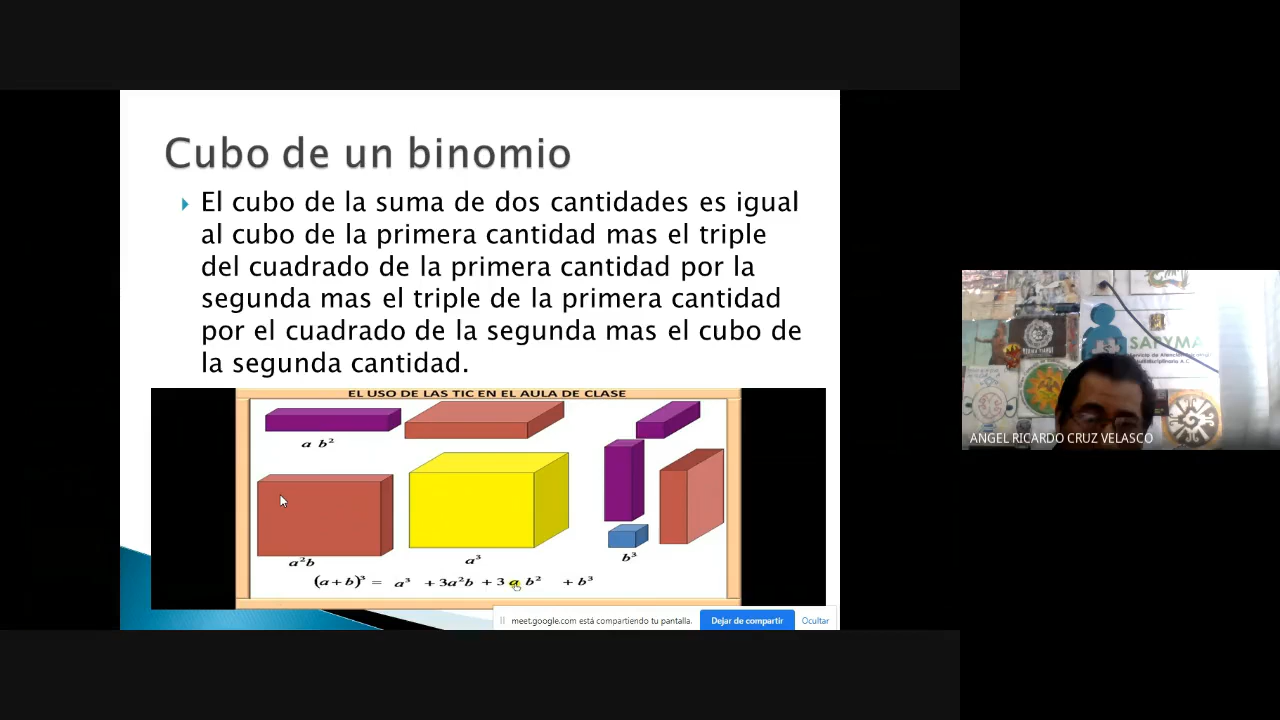 Cubo de un binomio
El cubo de la suma de dos cantidades es igual
al cubo de la primera cantidad mas el triple
del cuadrado de la primera cantidad por la
segunda mas el triple de la primera cantidad
por el cuadrado de la segunda mas el cubo de
la segunda cantidad.
EL USO DE LAS TIC EN EL AULA DE CLASE
a b²
a²b
a³
b³
(a+b)³ = a³ +3a²b +3 a b² +b³
meet.google.com está compartiendo tu pantalla.
Dejar de compartir
Ocultar
SAPYMA
ANGEL RICARDO CRUZ VELASCO